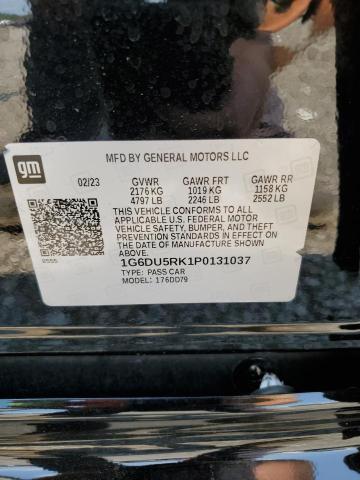 gm
MFD BY GENERAL MOTORS LLC
02/23 GVWR GAWR FRT GAWR RR
2176 KG 1019 KG 1158 KG
4797 LB 2246 LB 2552 LB
THIS VEHICLE CONFORMS TO ALL
APPLICABLE U.S. FEDERAL MOTOR
VEHICLE SAFETY, BUMPER, AND THEFT
PREVENTION STANDARDS IN EFFECT ON
THE DATE OF MANUFACTURE SHOWN
ABOVE.
1G6DU5RK1P0131037
TYPE: PASS CAR
MODEL: 176DD79